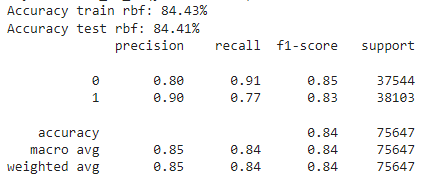 Accuracy train rbf: 84.43%
Accuracy test rbf: 84.41%
precision recall f1-score support
0 0.80 0.91 0.85 37544
1 0.90 0.77 0.83 38103
accuracy 0.84 75647
macro avg 0.85 0.84 0.84 75647
weighted avg 0.85 0.84 0.84 75647